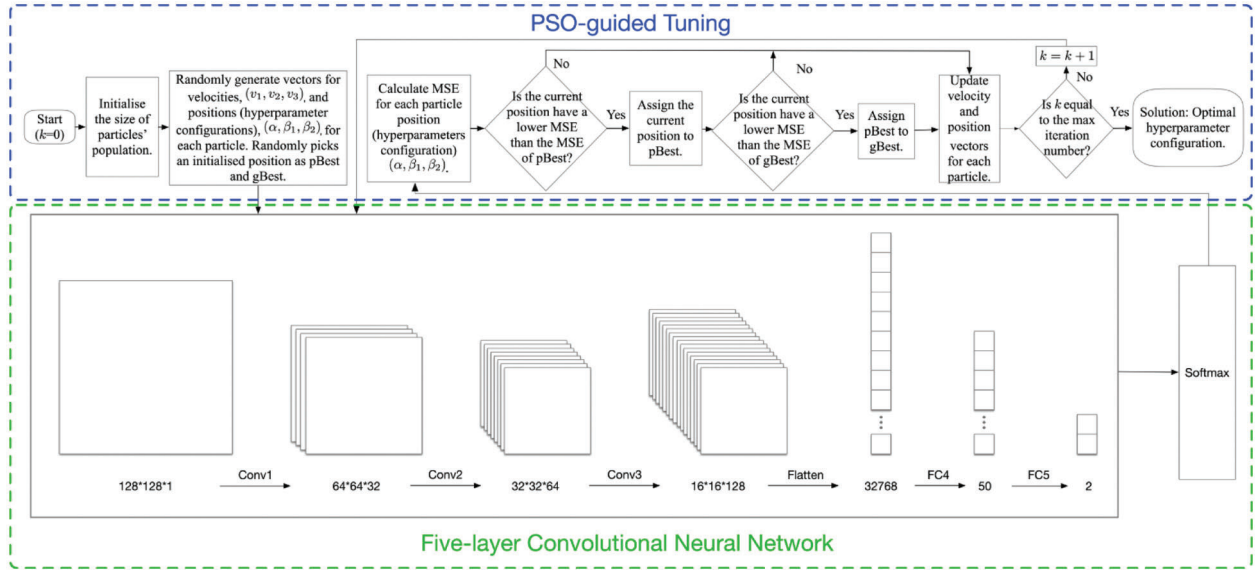 PSO-guided Tuning
Start
(k=0)
Initialise
the size of
particles'
population.
Randomly generate vectors for
velocities, (v₁, v₂, v₃), and
positions (hyperparameter
configurations), (α, β₁, β₂), for
each particle. Randomly picks
an initialised position as pBest
and gBest.
Calculate MSE
for each particle
position
(hyperparameters
configuration)
(α, β₁, β₂).
No
Is the current
position have a
lower MSE
than the MSE
of pBest?
Yes
Assign the
current
position to
pBest.
No
Is the current
position have a
lower MSE
than the MSE
of gBest?
Yes
Assign
pBest to
gBest.
Update
velocity
and
position
vectors
for each
particle.
k = k + 1
No
Is k equal
to the max
iteration
number?
Yes
Solution: Optimal
hyperparameter
configuration.
128*128*1
Conv1
64*64*32
Conv2
32*32*64
Conv3
16*16*128
Flatten
32768
FC4
50
FC5
2
Softmax
Five-layer Convolutional Neural Network